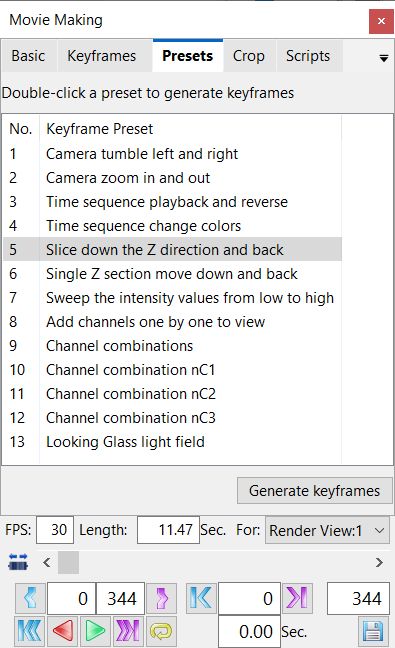 Movie Making
Basic Keyframes Presets Crop Scripts
Double-click a preset to generate keyframes
No. Keyframe Preset
1 Camera tumble left and right
2 Camera zoom in and out
3 Time sequence playback and reverse
4 Time sequence change colors
5 Slice down the Z direction and back
6 Single Z section move down and back
7 Sweep the intensity values from low to high
8 Add channels one by one to view
9 Channel combinations
10 Channel combination nC1
11 Channel combination nC2
12 Channel combination nC3
13 Looking Glass light field
Generate keyframes
FPS: 30 Length: 11.47 Sec. For: Render View:1
0 344 0 344
0.00 Sec.